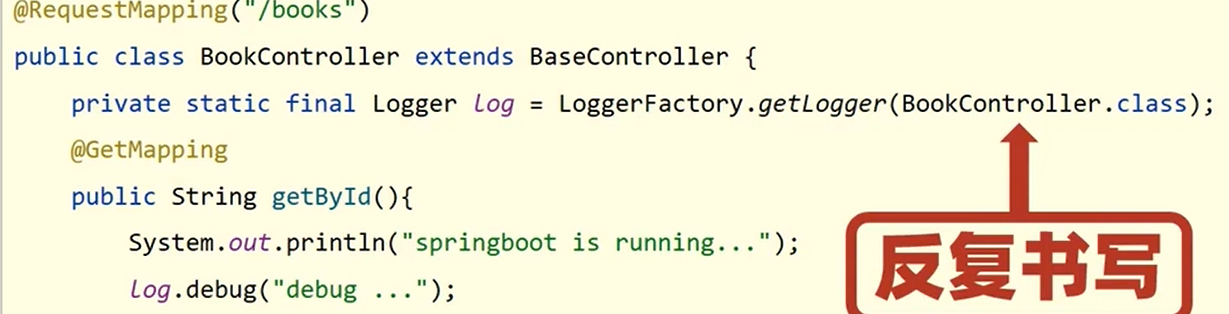 @RequestMapping("/books")
public class BookController extends BaseController {
    private static final Logger log = LoggerFactory.getLogger(BookController.class);
    @GetMapping
    public String getById(){
        System.out.println("springboot is running...");
        log.debug("debug ...");
反复书写